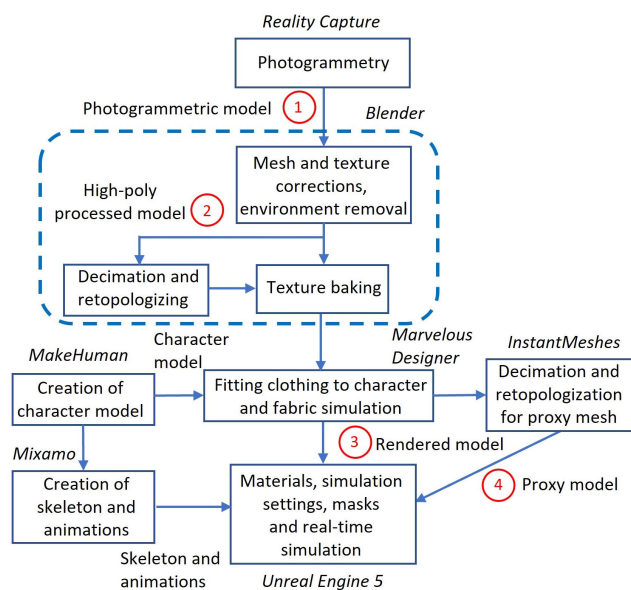 Reality Capture
Photogrammetry
Photogrammetric model
1
Blender
Mesh and texture
corrections,
environment removal
High-poly
processed model
2
Decimation and
retopologizing
Texture baking
Character
model
Marvelous
Designer
InstantMeshes
MakeHuman
Creation of
character model
Fitting clothing to character
and fabric simulation
Decimation
and
retopologization
for proxy mesh
3
Rendered model
Mixamo
Creation of
skeleton and
animations
Materials, simulation
settings, masks
and real-time
simulation
4
Proxy model
Skeleton and
animations
Unreal Engine 5